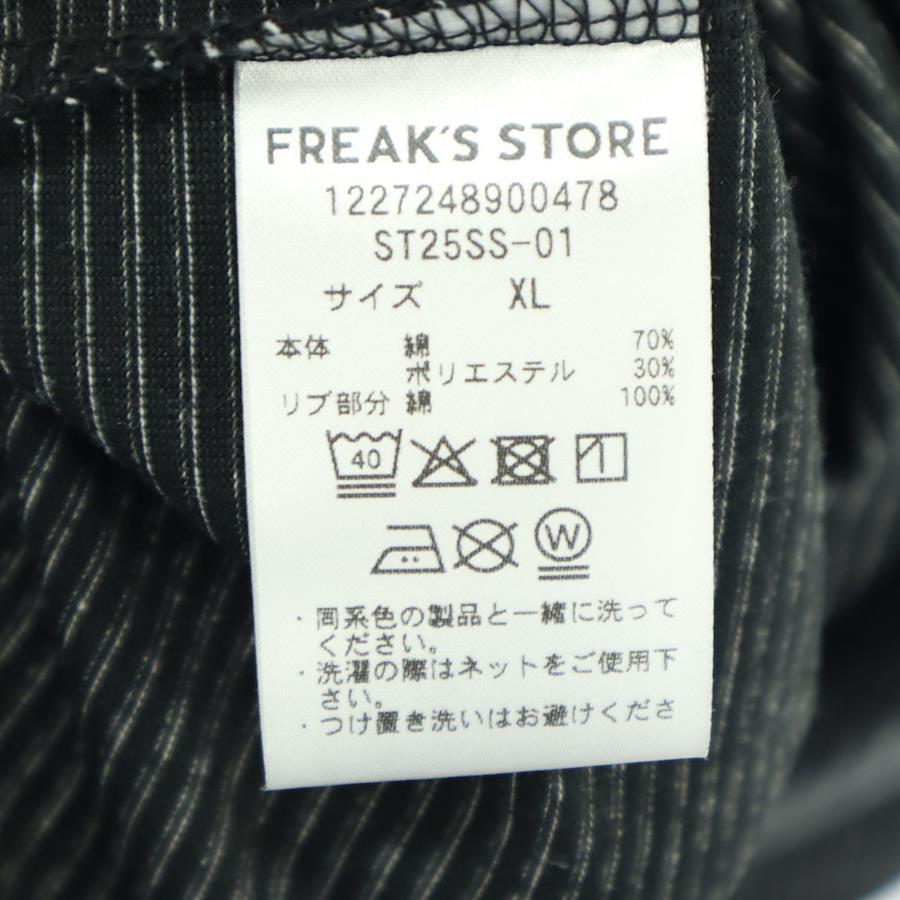 FREAK'S STORE
1227248900478
ST25SS-01
サイズ XL
本体 綿 70%
ポリエステル 30%
リブ部分 綿 100%
40
W
・同系色の製品と一緒に洗って
ください。
・洗濯の際はネットをご使用下
さい。
・つけ置き洗いはお避けくださ